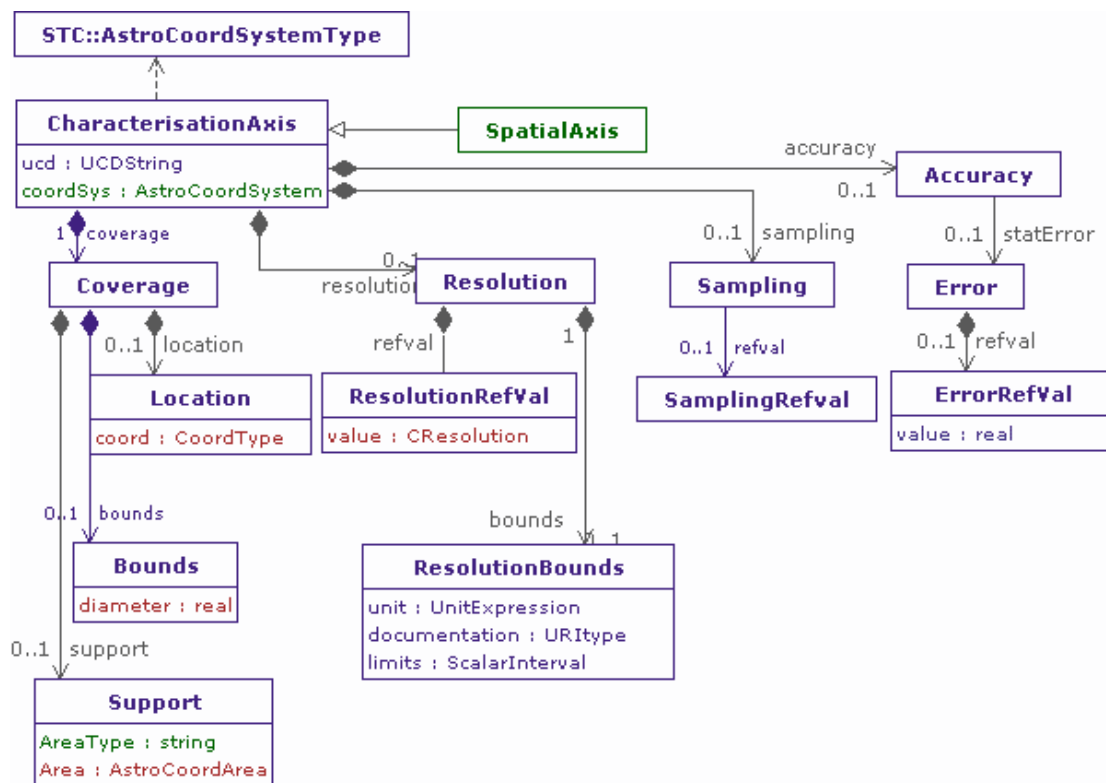 STC::AstroCoordSystemType
CharacterisationAxis
ucd : UCDString
coordSys : AstroCoordSystem
SpatialAxis
accuracy
0..1
Accuracy
1 coverage
0..1
resolution
0..1 sampling
0..1 statError
Coverage
Resolution
Sampling
Error
0..1 location
refval
1
0..1 refval
0..1 refval
Location
coord : CoordType
ResolutionRefVal
value : CResolution
SamplingRefval
ErrorRefVal
value : real
0..1 bounds
bounds
Bounds
diameter : real
ResolutionBounds
unit : UnitExpression
documentation : URItype
limits : ScalarInterval
0..1 support
Support
AreaType : string
Area : AstroCoordArea